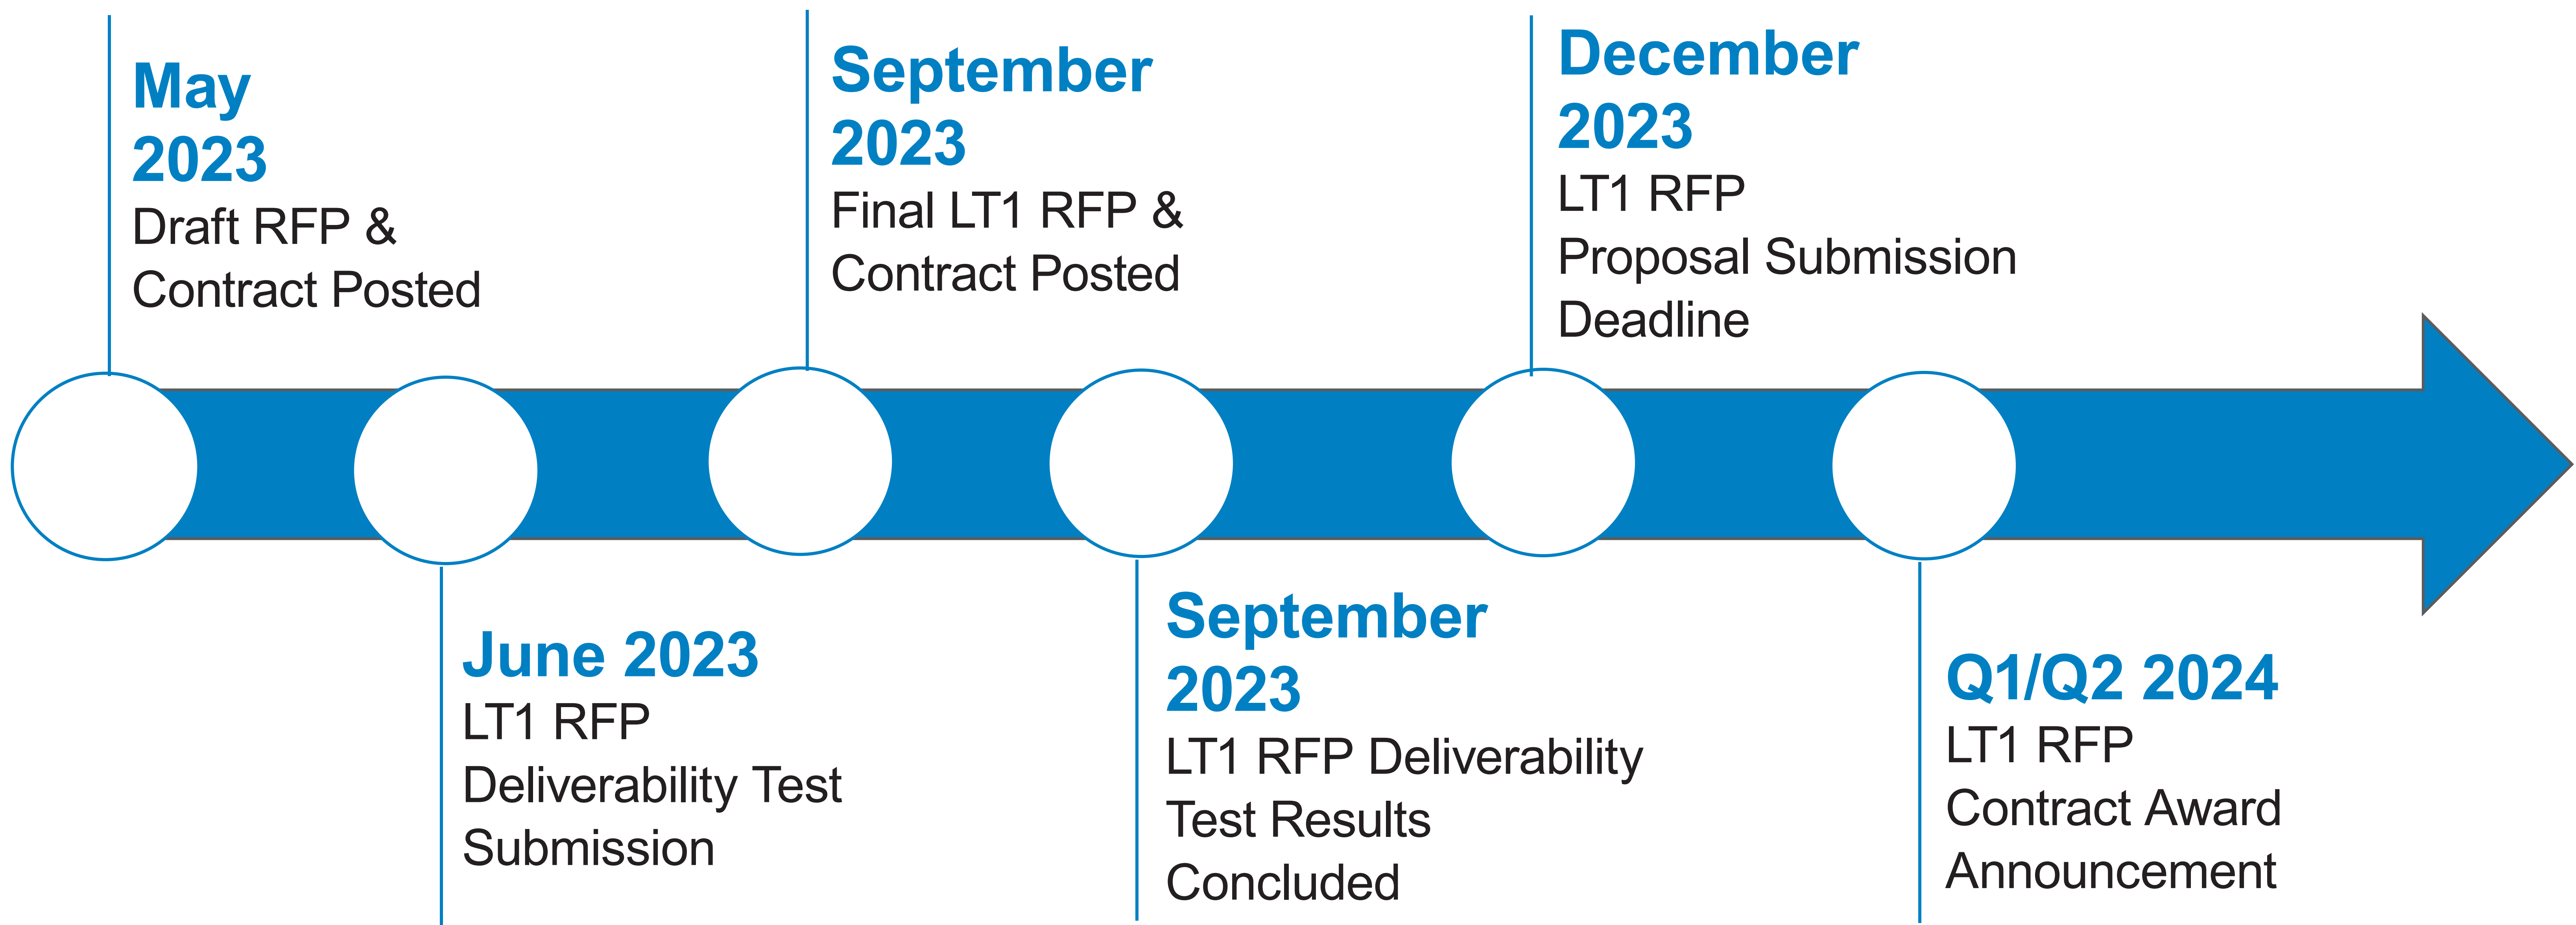 May
2023
Draft RFP &
Contract Posted
June 2023
LT1 RFP
Deliverability Test
Submission
September
2023
Final LT1 RFP &
Contract Posted
September
2023
LT1 RFP Deliverability
Test Results
Concluded
December
2023
LT1 RFP
Proposal Submission
Deadline
Q1/Q2 2024
LT1 RFP
Contract Award
Announcement